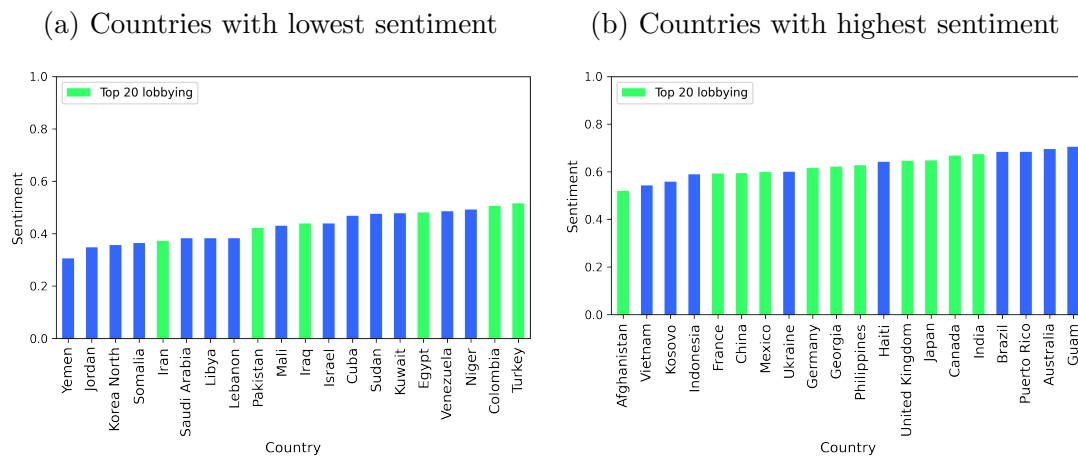 (a) Countries with lowest sentiment
1.0
0.8
0.6
0.4
0.2
0.0
Sentiment
Top 20 lobbying
Yemen
Jordan
Korea North
Somalia
Iran
Saudi Arabia
Libya
Lebanon
Pakistan
Mali
Iraq
Israel
Cuba
Sudan
Kuwait
Egypt
Venezuela
Niger
Colombia
Turkey
Country
(b) Countries with highest sentiment
1.0
0.8
0.6
0.4
0.2
0.0
Sentiment
Top 20 lobbying
Afghanistan
Vietnam
Kosovo
Indonesia
France
China
Mexico
Ukraine
Germany
Georgia
Philippines
Haiti
United Kingdom
Japan
Canada
India
Brazil
Puerto Rico
Australia
Guam
Country